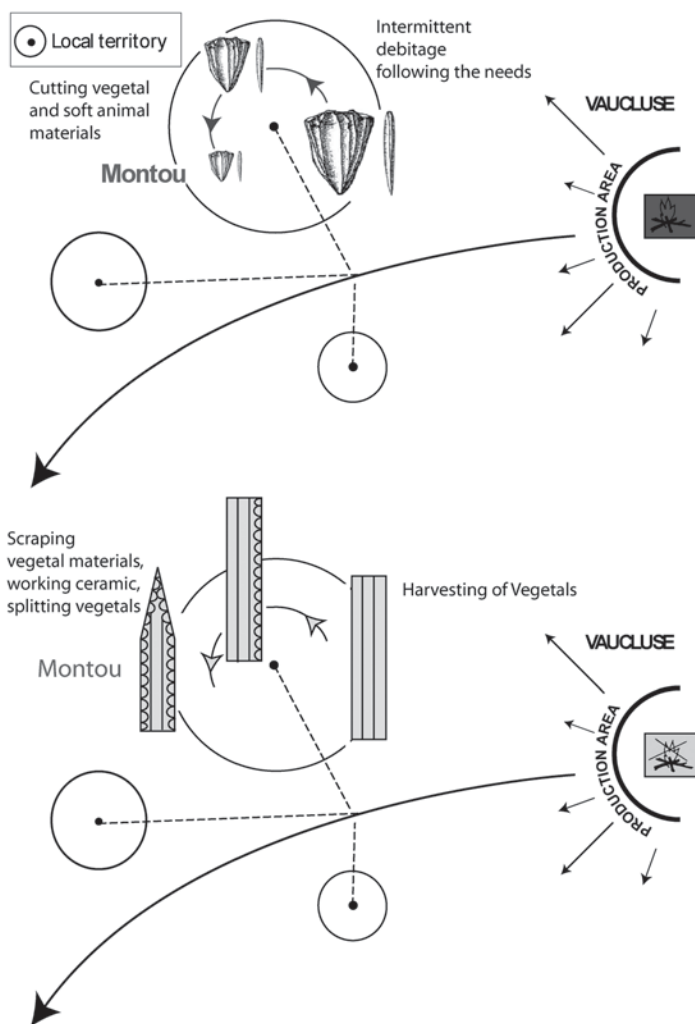 Local territory
Intermittent
debitage
following the needs
Cutting vegetal
and soft animal
materials
VAUCLUSE
Montou
PRODUCTION AREA
Scraping
vegetal materials,
working ceramic,
splitting vegetals
Harvesting of Vegetals
VAUCLUSE
Montou
PRODUCTION AREA